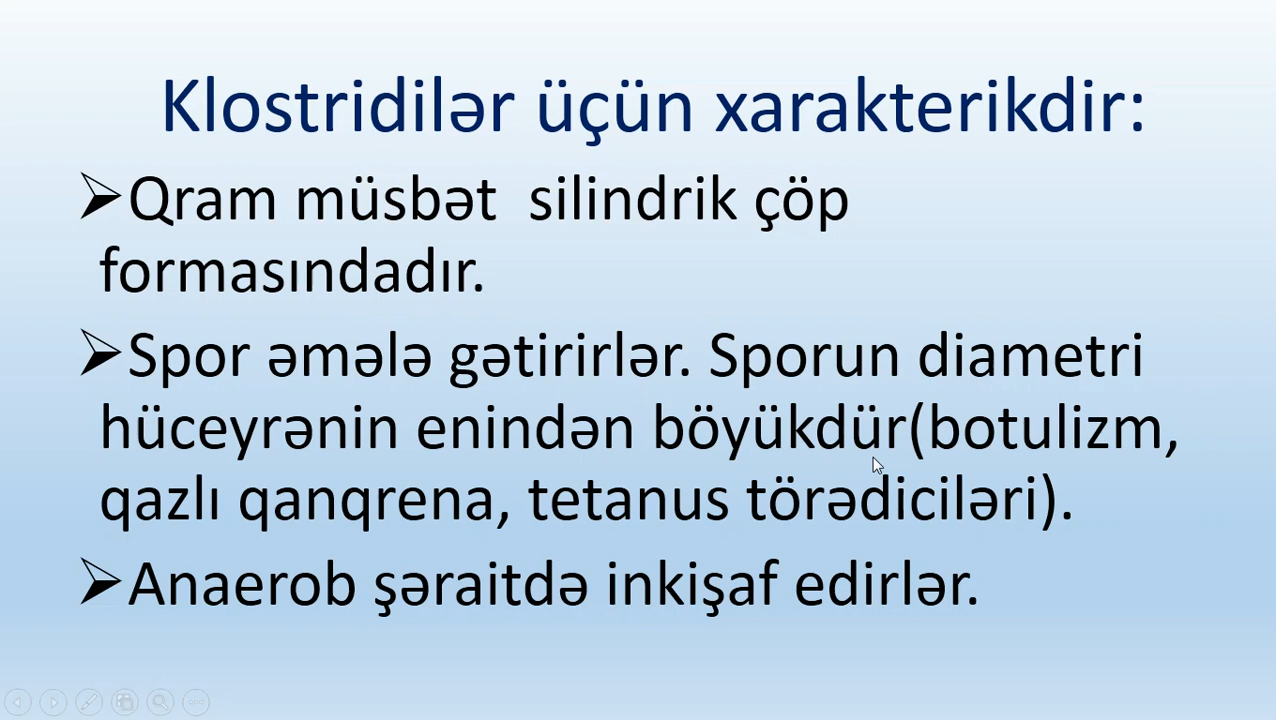 Klostridilər üçün xarakterikdir:
➢Qram müsbət  silindrik çöp
formasındadır.
➢Spor əmələ gətirirlər. Sporun diametri
hüceyrənin enindən böyükdür(botulizm,
qazlı qanqrena, tetanus törədiciləri).
➢Anaerob şəraitdə inkişaf edirlər.